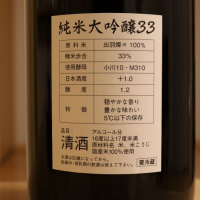 純米大吟醸33
原料米 出羽燦々100%
精米歩合 33%
使用酵母 小川10・M310
日本酒度 +1.0
酸度 1.2
特徴 穏やかな香り
豊かな味わい
5℃以下の保存
品目 アルコール分
清酒 16度以上17度未満
原材料名 米、米こうじ
国産米100%使用
要冷蔵